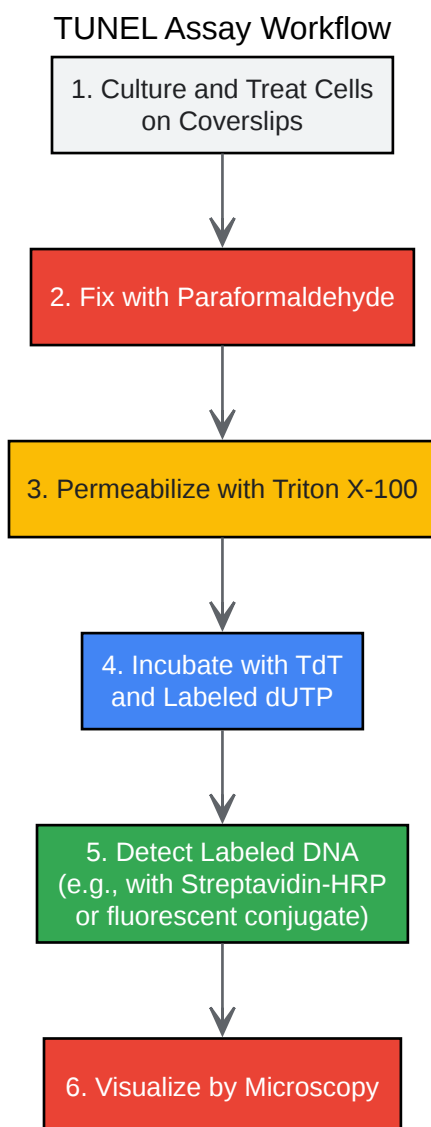 TUNEL Assay Workflow
1. Culture and Treat Cells
on Coverslips
2. Fix with Paraformaldehyde
3. Permeabilize with Triton X-100
4. Incubate with TdT
and Labeled dUTP
5. Detect Labeled DNA
(e.g., with Streptavidin-HRP
or fluorescent conjugate)
6. Visualize by Microscopy